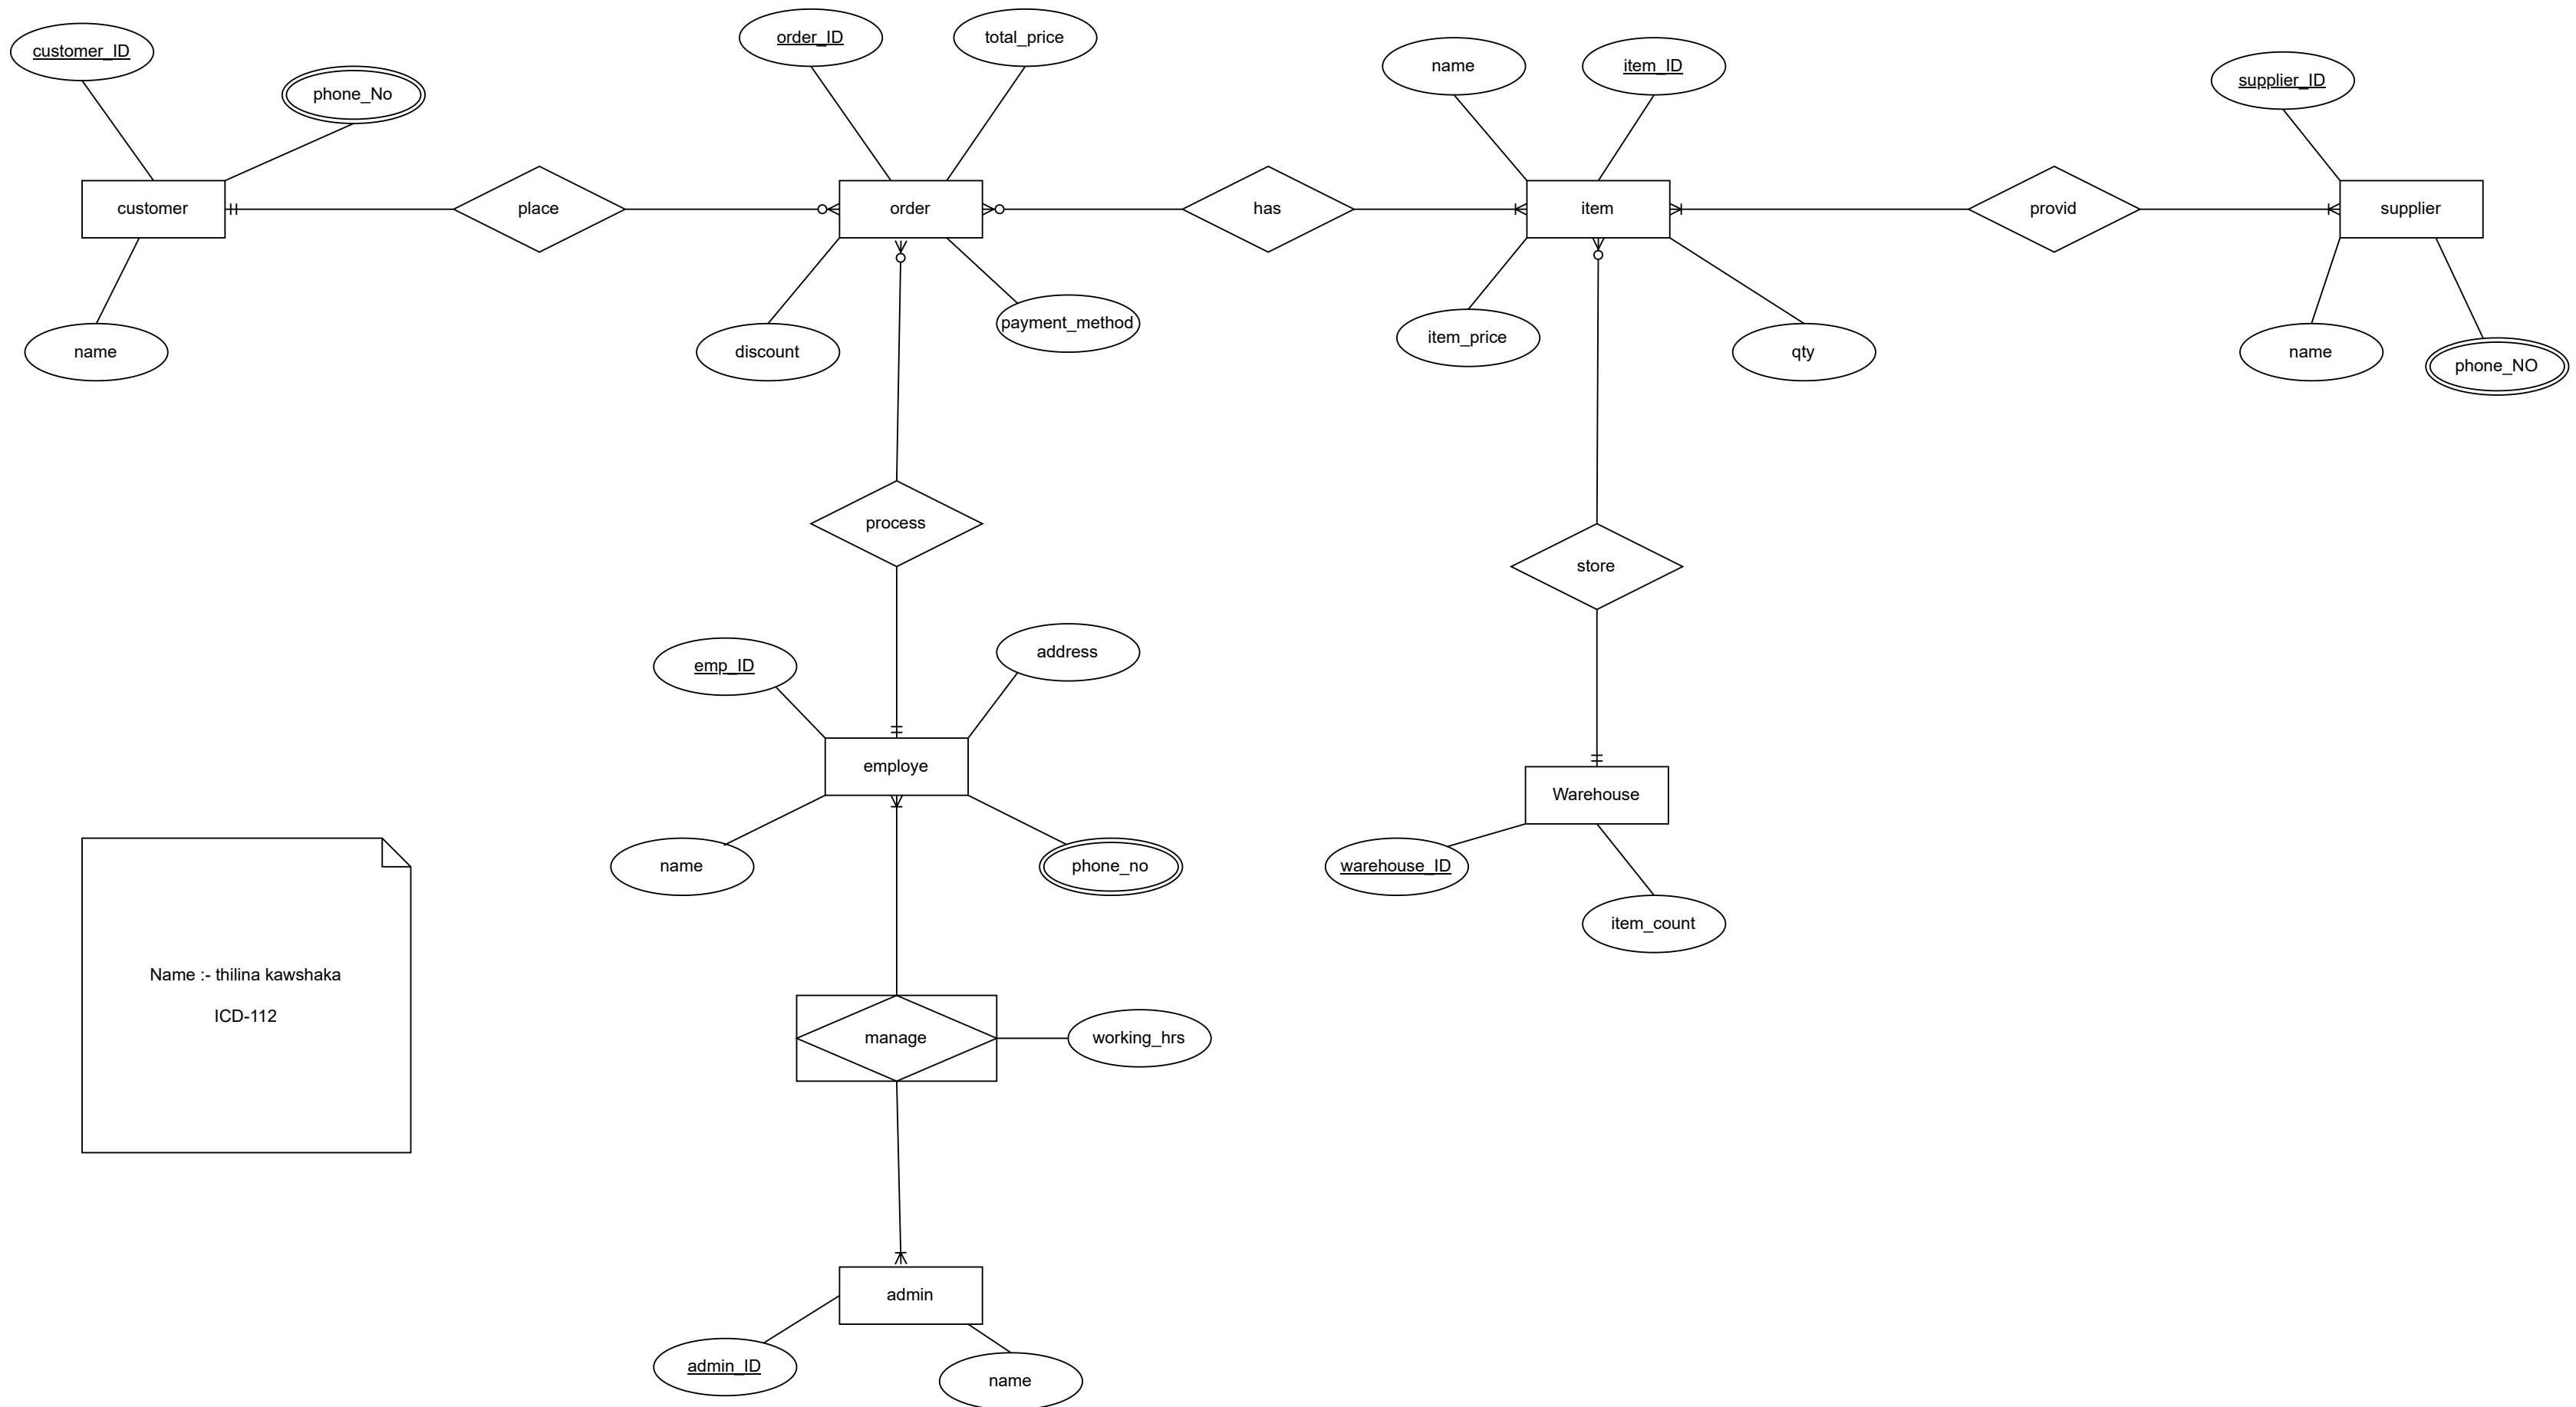 customer_ID
order_ID
total_price
name
item_ID
supplier_ID
phone_No
customer
place
order
has
item
provid
supplier
name
discount
payment_method
item_price
qty
name
phone_NO
process
store
emp_ID
address
employe
Warehouse
name
phone_no
warehouse_ID
item_count
Name :- thilina kawshaka
ICD-112
manage
working_hrs
admin
admin_ID
name